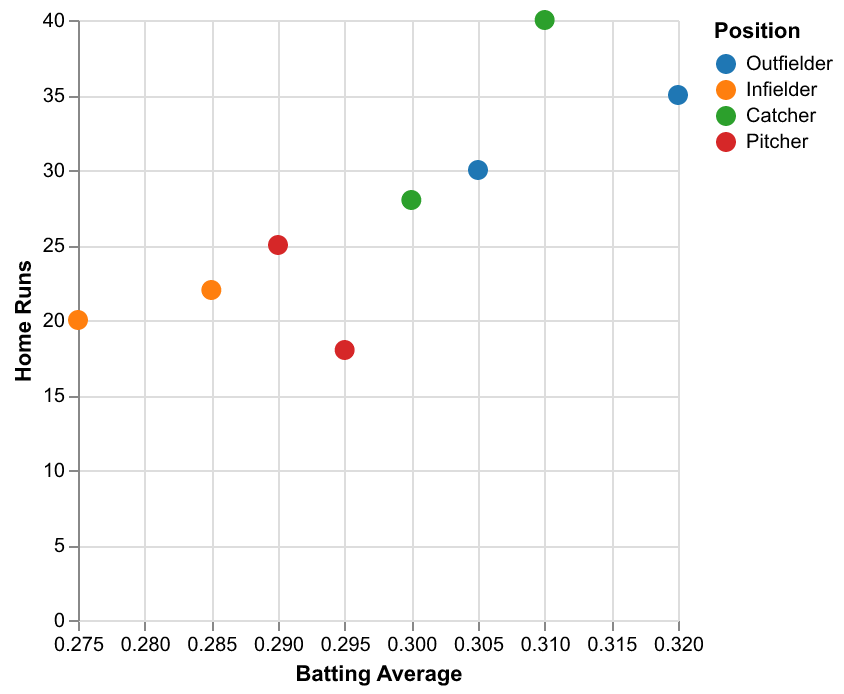 Position
Outfielder
Infielder
Catcher
Pitcher
Home Runs
40
35
30
25
20
15
10
5
0
0.275 0.280 0.285 0.290 0.295 0.300 0.305 0.310 0.315 0.320
Batting Average